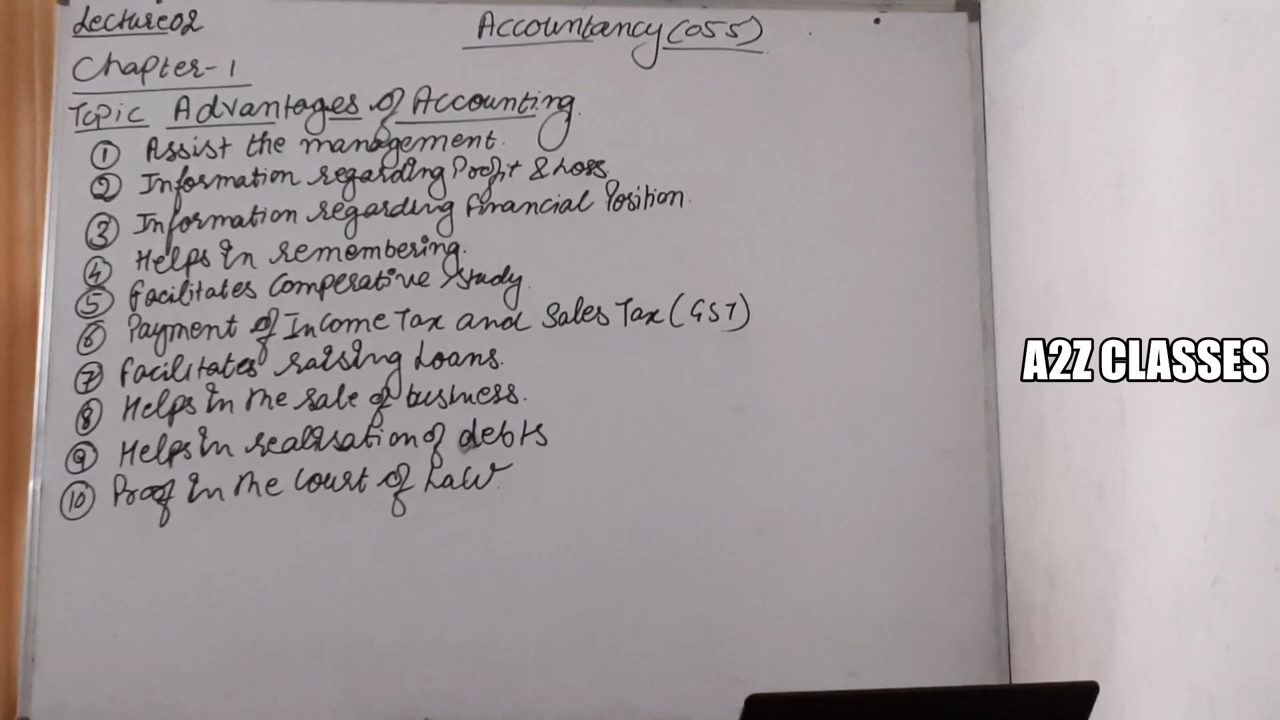 Lecture 02
Accountancy (055)
Chapter-1
Topic Advantages of Accounting.
① Assist the management.
② Information regarding Profit & Loss.
③ Information regarding financial Position.
④ Helps in remembering.
⑤ facilitates comperative study.
⑥ Payment of Income Tax and Sales Tax (GST)
⑦ facilitates raising Loans.
⑧ Helps in the sale of business.
⑨ Helps in realisation of debts
⑩ Proof in the court of Law.
A2Z CLASSES